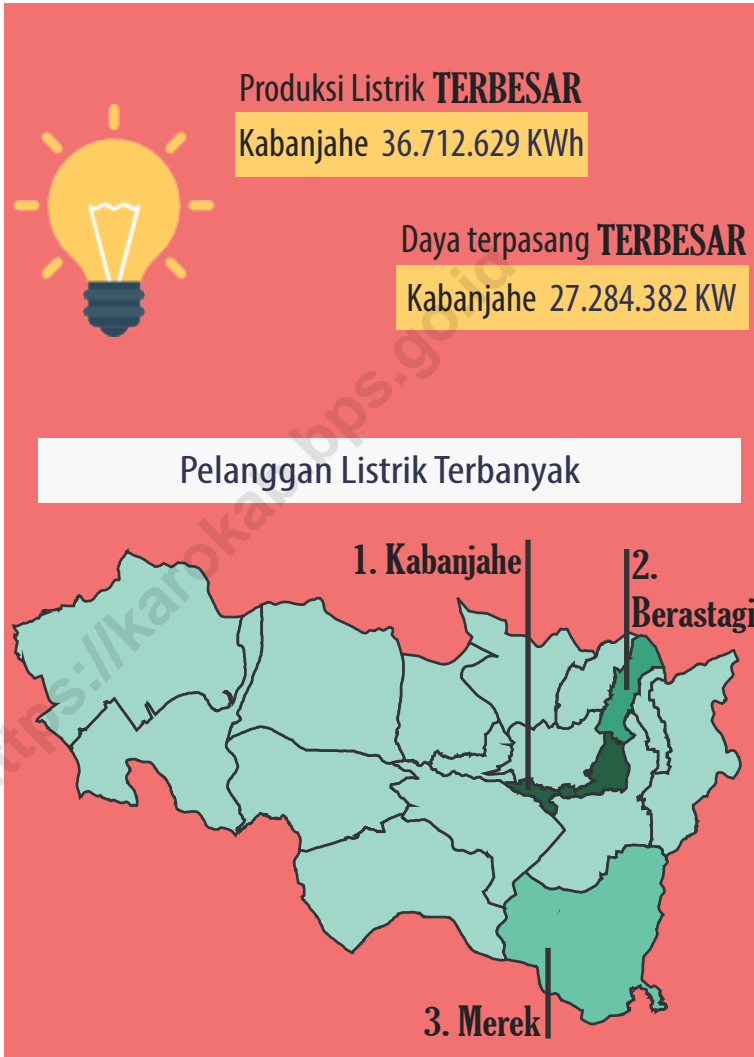 Produksi Listrik TERBESAR
Kabanjahe 36.712.629 KWh
Daya terpasang TERBESAR
Kabanjahe 27.284.382 KW
Pelanggan Listrik Terbanyak
1. Kabanjahe
2.
Berastagi
3. Merek
https://karokab.bps.go.id